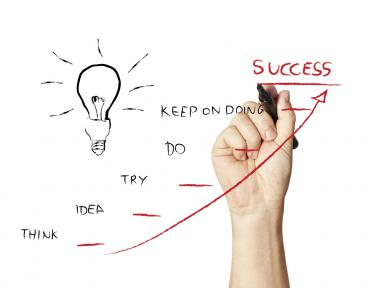 SUCCESS
KEEP ON DOING
DO
TRY
IDEA
THINK